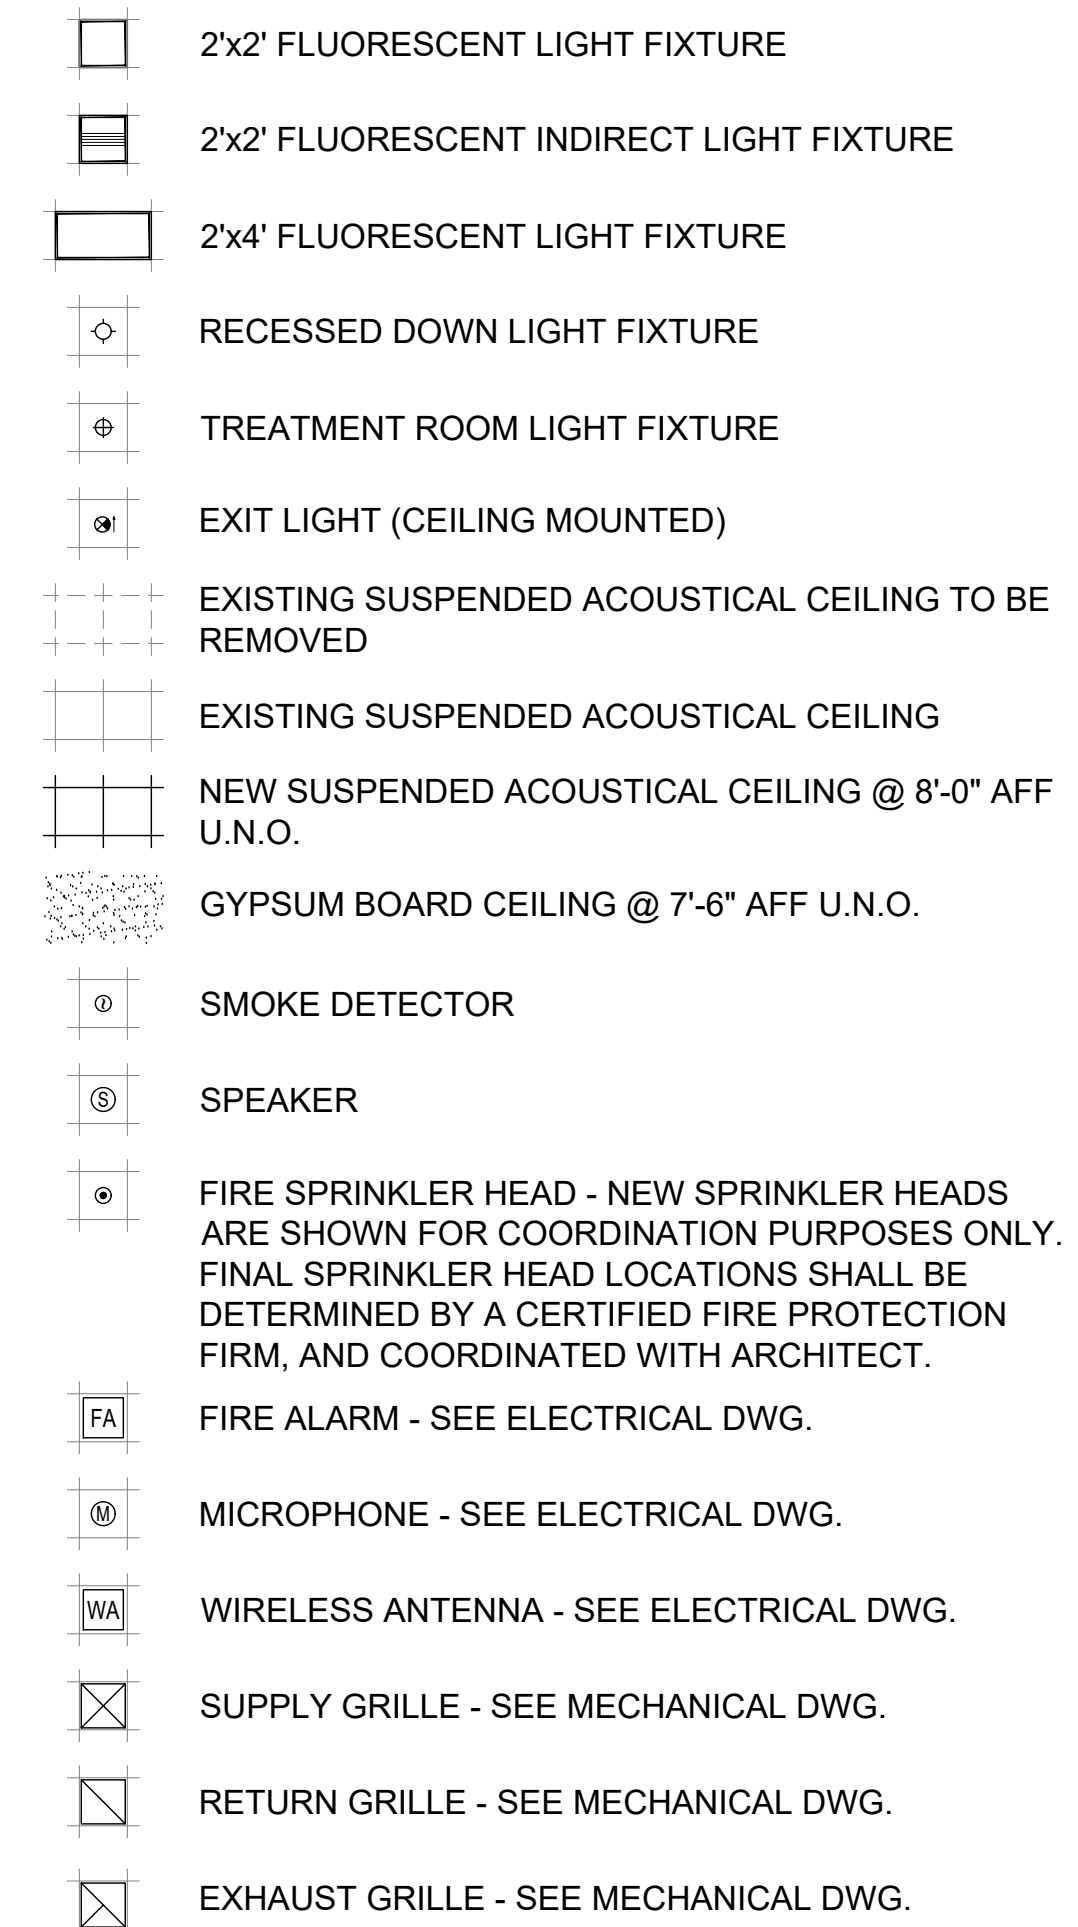 2'x2' FLUORESCENT LIGHT FIXTURE
2'x2' FLUORESCENT INDIRECT LIGHT FIXTURE
2'x4' FLUORESCENT LIGHT FIXTURE
RECESSED DOWN LIGHT FIXTURE
TREATMENT ROOM LIGHT FIXTURE
EXIT LIGHT (CEILING MOUNTED)
EXISTING SUSPENDED ACOUSTICAL CEILING TO BE
REMOVED
EXISTING SUSPENDED ACOUSTICAL CEILING
NEW SUSPENDED ACOUSTICAL CEILING @ 8'-0" AFF
U.N.O.
GYPSUM BOARD CEILING @ 7'-6" AFF U.N.O.
SMOKE DETECTOR
S SPEAKER
FIRE SPRINKLER HEAD - NEW SPRINKLER HEADS
ARE SHOWN FOR COORDINATION PURPOSES ONLY.
FINAL SPRINKLER HEAD LOCATIONS SHALL BE
DETERMINED BY A CERTIFIED FIRE PROTECTION
FIRM, AND COORDINATED WITH ARCHITECT.
FA FIRE ALARM - SEE ELECTRICAL DWG.
M MICROPHONE - SEE ELECTRICAL DWG.
WA WIRELESS ANTENNA - SEE ELECTRICAL DWG.
SUPPLY GRILLE - SEE MECHANICAL DWG.
RETURN GRILLE - SEE MECHANICAL DWG.
EXHAUST GRILLE - SEE MECHANICAL DWG.